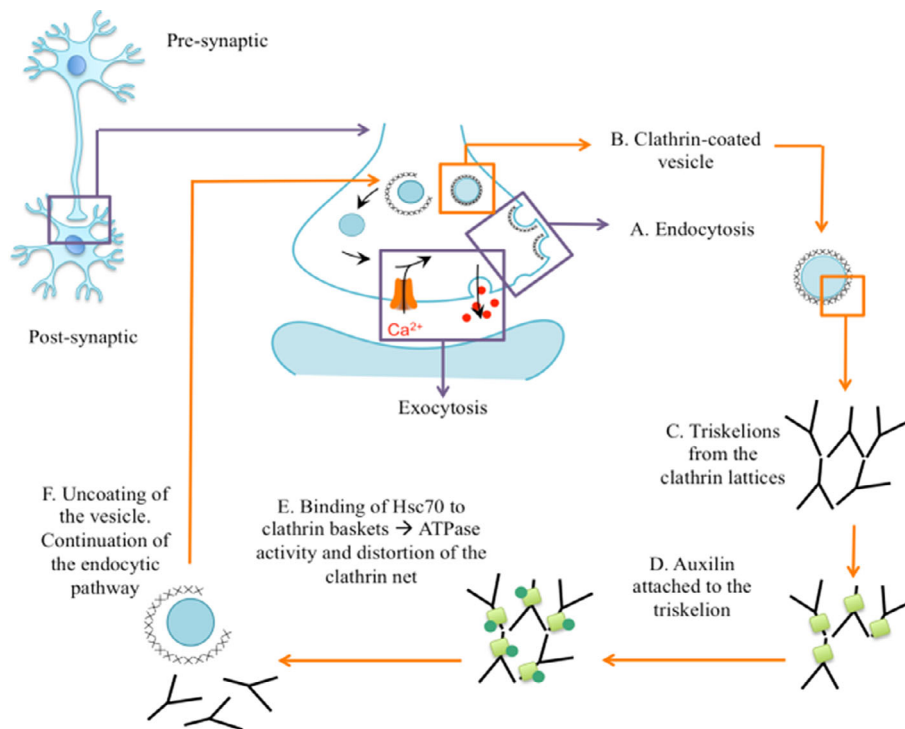 Pre-synaptic
B. Clathrin-coated
vesicle
A. Endocytosis
Ca²⁺
Post-synaptic
Exocytosis
C. Triskelions
from the
clathrin lattices
F. Uncoating of
the vesicle.
Continuation of
the endocytic
pathway
E. Binding of Hsc70 to
clathrin baskets → ATPase
activity and distortion of the
clathrin net
D. Auxilin
attached to the
triskelion